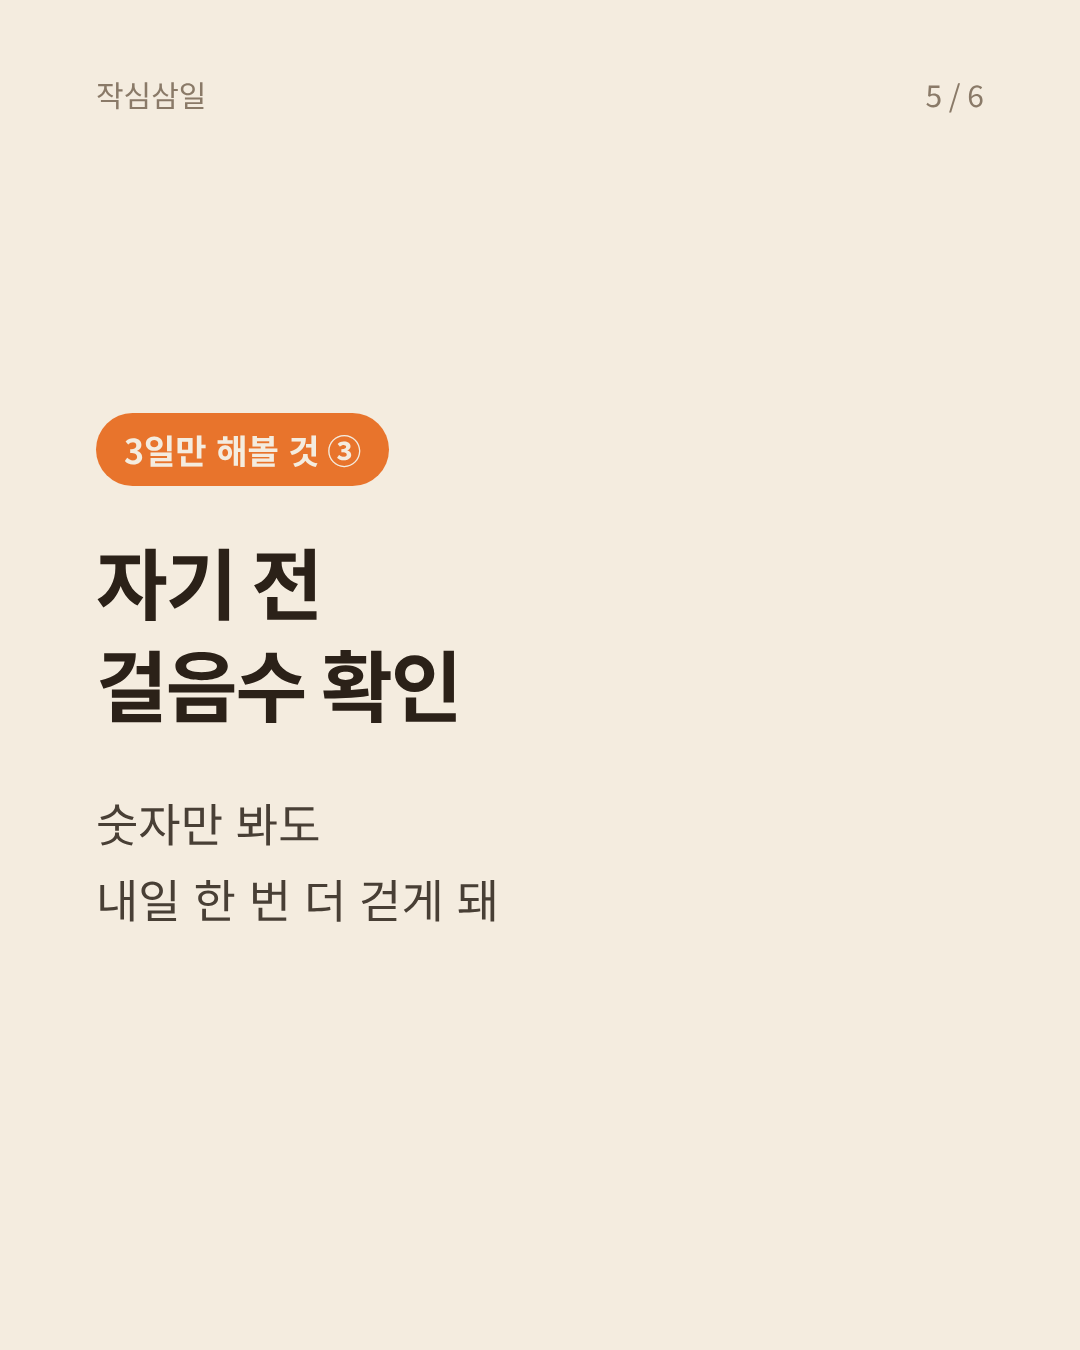 작심삼일
5 / 6
3일만 해볼 것 ③
자기 전
걸음수 확인
숫자만 봐도
내일 한 번 더 걷게 돼